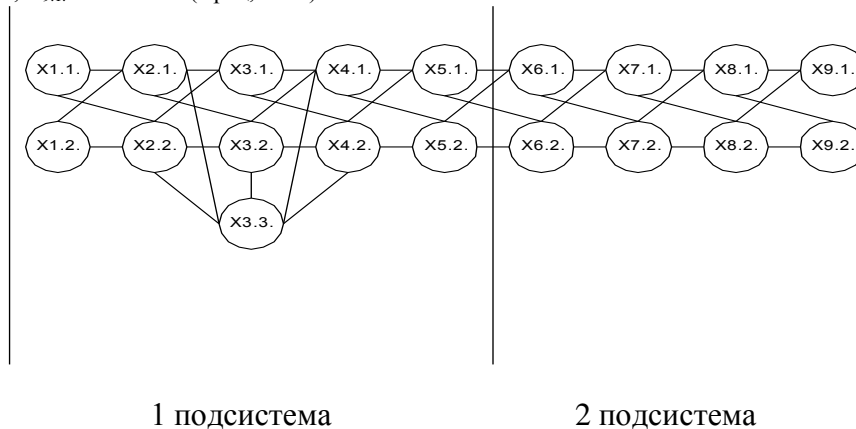 X1.1. X2.1. X3.1. X4.1. X5.1. X6.1. X7.1. X8.1. X9.1.
X1.2. X2.2. X3.2. X4.2. X5.2. X6.2. X7.2. X8.2. X9.2.
X3.3.
1 подсистема 2 подсистема